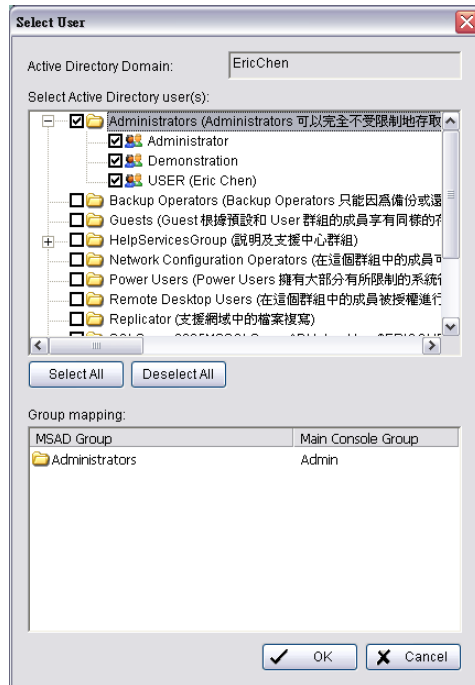 Select User
Active Directory Domain: EricChen
Select Active Directory user(s):
Administrators (Administrators 可以完全不受限制地存取
Administrator
Demonstration
USER (Eric Chen)
Backup Operators (Backup Operators 只能因為備份或還
Guests (Guest 根據預設和 User 群組的成員享有同樣的存
HelpServicesGroup (說明及支援中心群組)
Network Configuration Operators (在這個群組中的成員可
Power Users (Power Users 擁有大部分有所限制的系統管
Remote Desktop Users (在這個群組中的成員被授權進行
Replicator (支援網域中的檔案複寫)
Select All Deselect All
Group mapping:
MSAD Group Main Console Group
Administrators Admin
OK Cancel